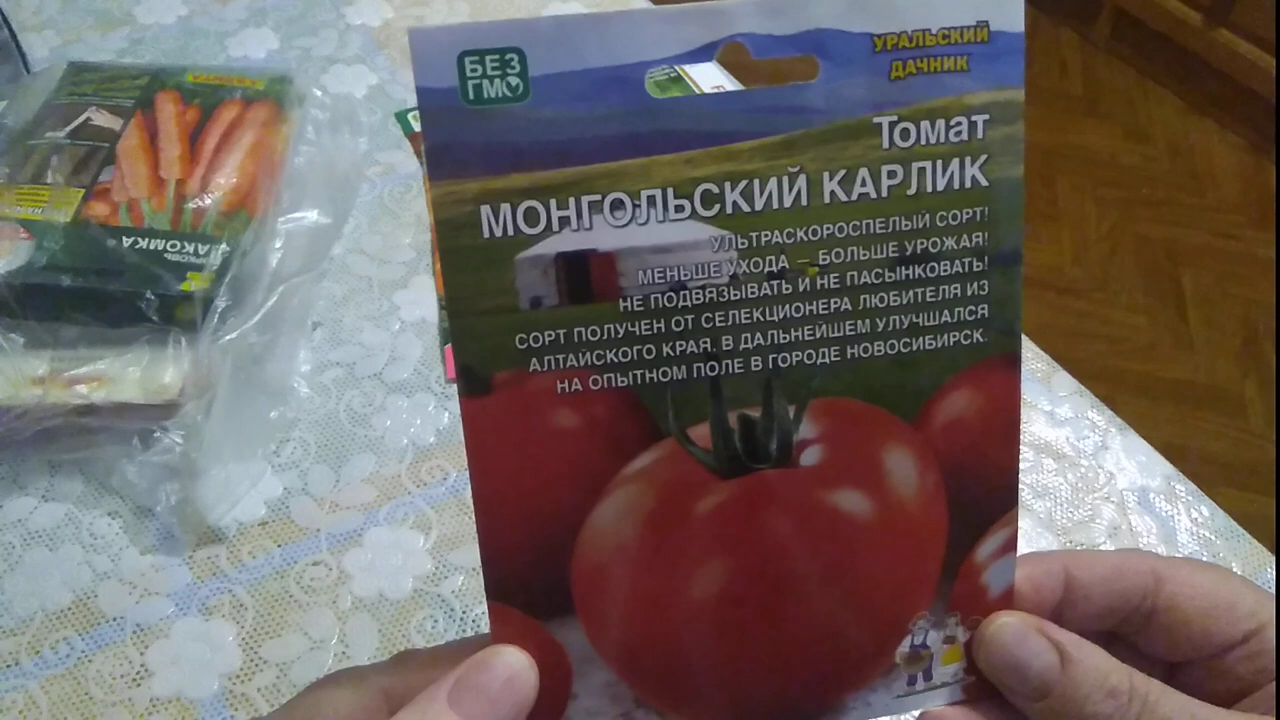 БЕЗ
ГМО
УРАЛЬСКИЙ
ДАЧНИК
Томат
МОНГОЛЬСКИЙ КАРЛИК
УЛЬТРАСКОРОСПЕЛЫЙ СОРТ!
МЕНЬШЕ УХОДА – БОЛЬШЕ УРОЖАЯ!
НЕ ПОДВЯЗЫВАТЬ И НЕ ПАСЫНКОВАТЬ!
СОРТ ПОЛУЧЕН ОТ СЕЛЕКЦИОНЕРА ЛЮБИТЕЛЯ ИЗ
АЛТАЙСКОГО КРАЯ. В ДАЛЬНЕЙШЕМ УЛУЧШАЛСЯ
НА ОПЫТНОМ ПОЛЕ В ГОРОДЕ НОВОСИБИРСК.